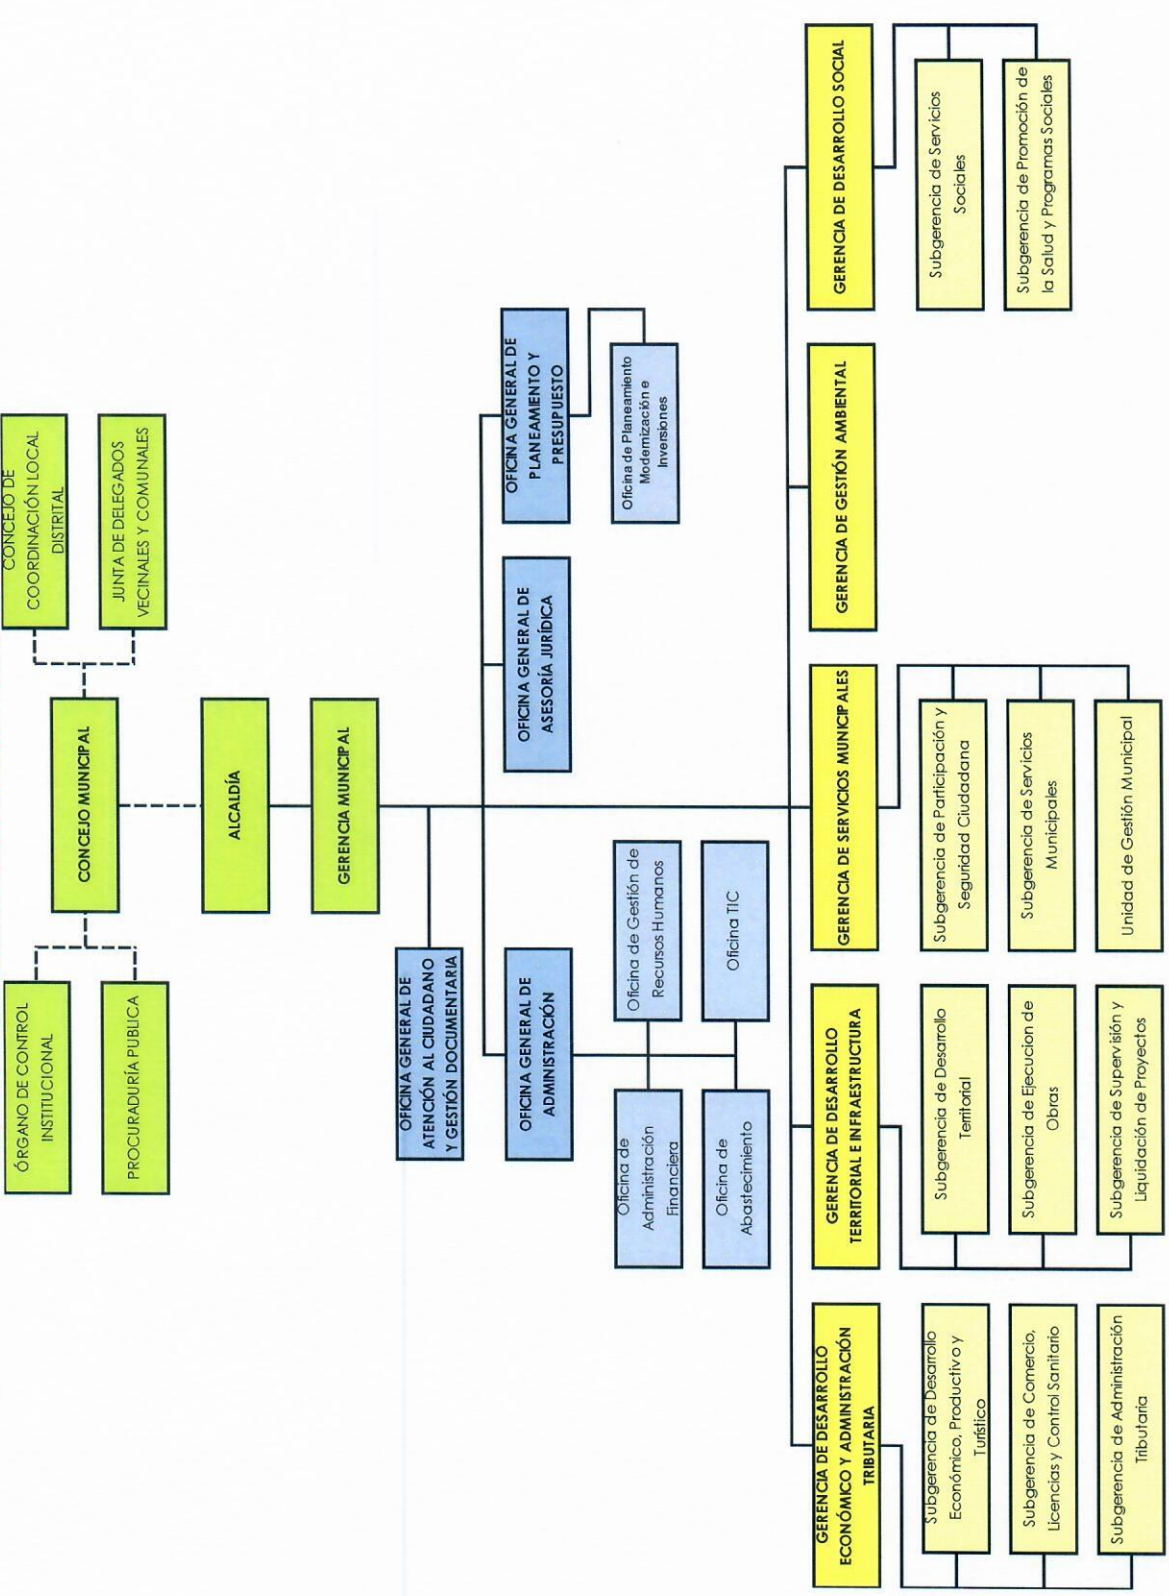 ÓRGANO DE CONTROL
INSTITUCIONAL
PROCURADURÍA PUBLICA
CONCEJO MUNICIPAL
CONCEJO DE
COORDINACIÓN LOCAL
DISTRITAL
JUNTA DE DELEGADOS
VECINALES Y COMUNALES
ALCALDÍA
GERENCIA MUNICIPAL
OFICINA GENERAL DE
ATENCIÓN AL CIUDADANO
Y GESTIÓN DOCUMENTARIA
OFICINA GENERAL DE
ADMINISTRACIÓN
OFICINA GENERAL DE
ASESORÍA JURÍDICA
OFICINA GENERAL DE
PLANEAMIENTO Y
PRESUPUESTO
Oficina de
Administración
Financiera
Oficina de Gestión de
Recursos Humanos
Oficina de
Abastecimiento
Oficina TIC
Oficina de Planeamiento
Modernización e
Inversiones
GERENCIA DE DESARROLLO
ECONÓMICO Y ADMINISTRACIÓN
TRIBUTARIA
Subgerencia de Desarrollo
Económico, Productivo y
Turístico
Subgerencia de Comercio,
Licencias y Control Sanitario
Subgerencia de Administración
Tributaria
GERENCIA DE DESARROLLO
TERRITORIAL INFRAESTRUCTURA
Subgerencia de Desarrollo
Territorial
Subgerencia de Ejecucion de
Obras
Subgerencia de Supervisión y
Liquidación de Proyectos
GERENCIA DE SERVICIOS MUNICIPALES
Subgerencia de Participación y
Seguridad Ciudadana
Subgerencia de Servicios
Municipales
Unidad de Gestión Municipal
GERENCIA DE GESTIÓN AMBIENTAL
GERENCIA DE DESARROLLO SOCIAL
Subgerencia de Servicios
Sociales
Subgerencia de Promoción de
la Salud y Programas Sociales